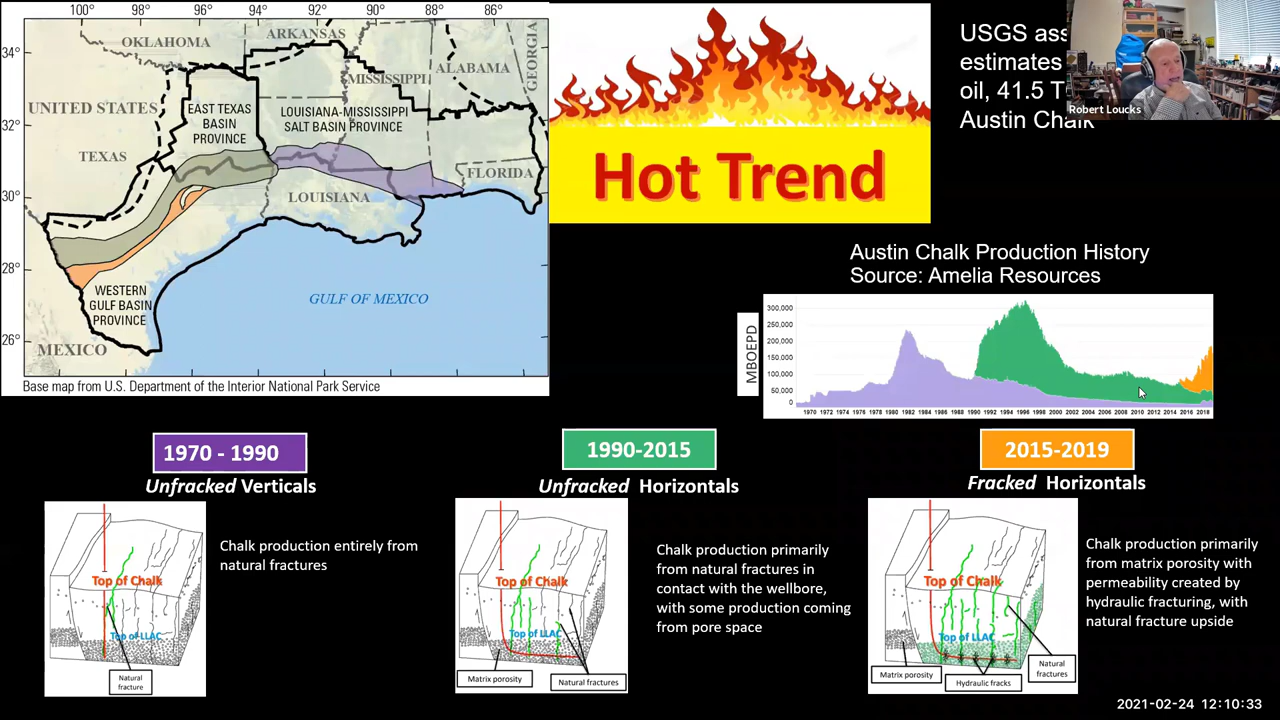 100° 98° 96° 94° 92° 90° 88° 86°
34°
32°
30°
28°
26°
OKLAHOMA
ARKANSAS
MISSISSIPPI
ALABAMA
GEORGIA
UNITED STATES
EAST TEXAS
BASIN
PROVINCE
LOUISIANA-MISSISSIPPI
SALT BASIN PROVINCE
TEXAS
LOUISIANA
FLORIDA
WESTERN
GULF BASIN
PROVINCE
GULF OF MEXICO
MEXICO
Base map from U.S. Department of the Interior National Park Service
Hot Trend
USGS
estimates
oil, 41.5
Austin Chalk
Robert Loucks
Austin Chalk Production History
Source: Amelia Resources
MBOEPD
300,000
250,000
200,000
150,000
100,000
50,000
0
1970 1972 1974 1976 1978 1980 1982 1984 1986 1988 1990 1992 1994 1996 1998 2000 2002 2004 2006 2008 2010 2012 2014 2016 2018
1970 - 1990
Unfracked Verticals
Chalk production entirely from
natural fractures
Top of Chalk
Top of LLAC
Natural
fracture
1990-2015
Unfracked Horizontals
Chalk production primarily
from natural fractures in
contact with the wellbore,
with some production coming
from pore space
Top of Chalk
Top of LLAC
Matrix porosity
Natural fractures
2015-2019
Fracked Horizontals
Chalk production primarily
from matrix porosity with
permeability created by
hydraulic fracturing, with
natural fracture upside
Top of Chalk
Top of LLAC
Matrix porosity
Hydraulic fracks
Natural
fractures
2021-02-24 12:10:33